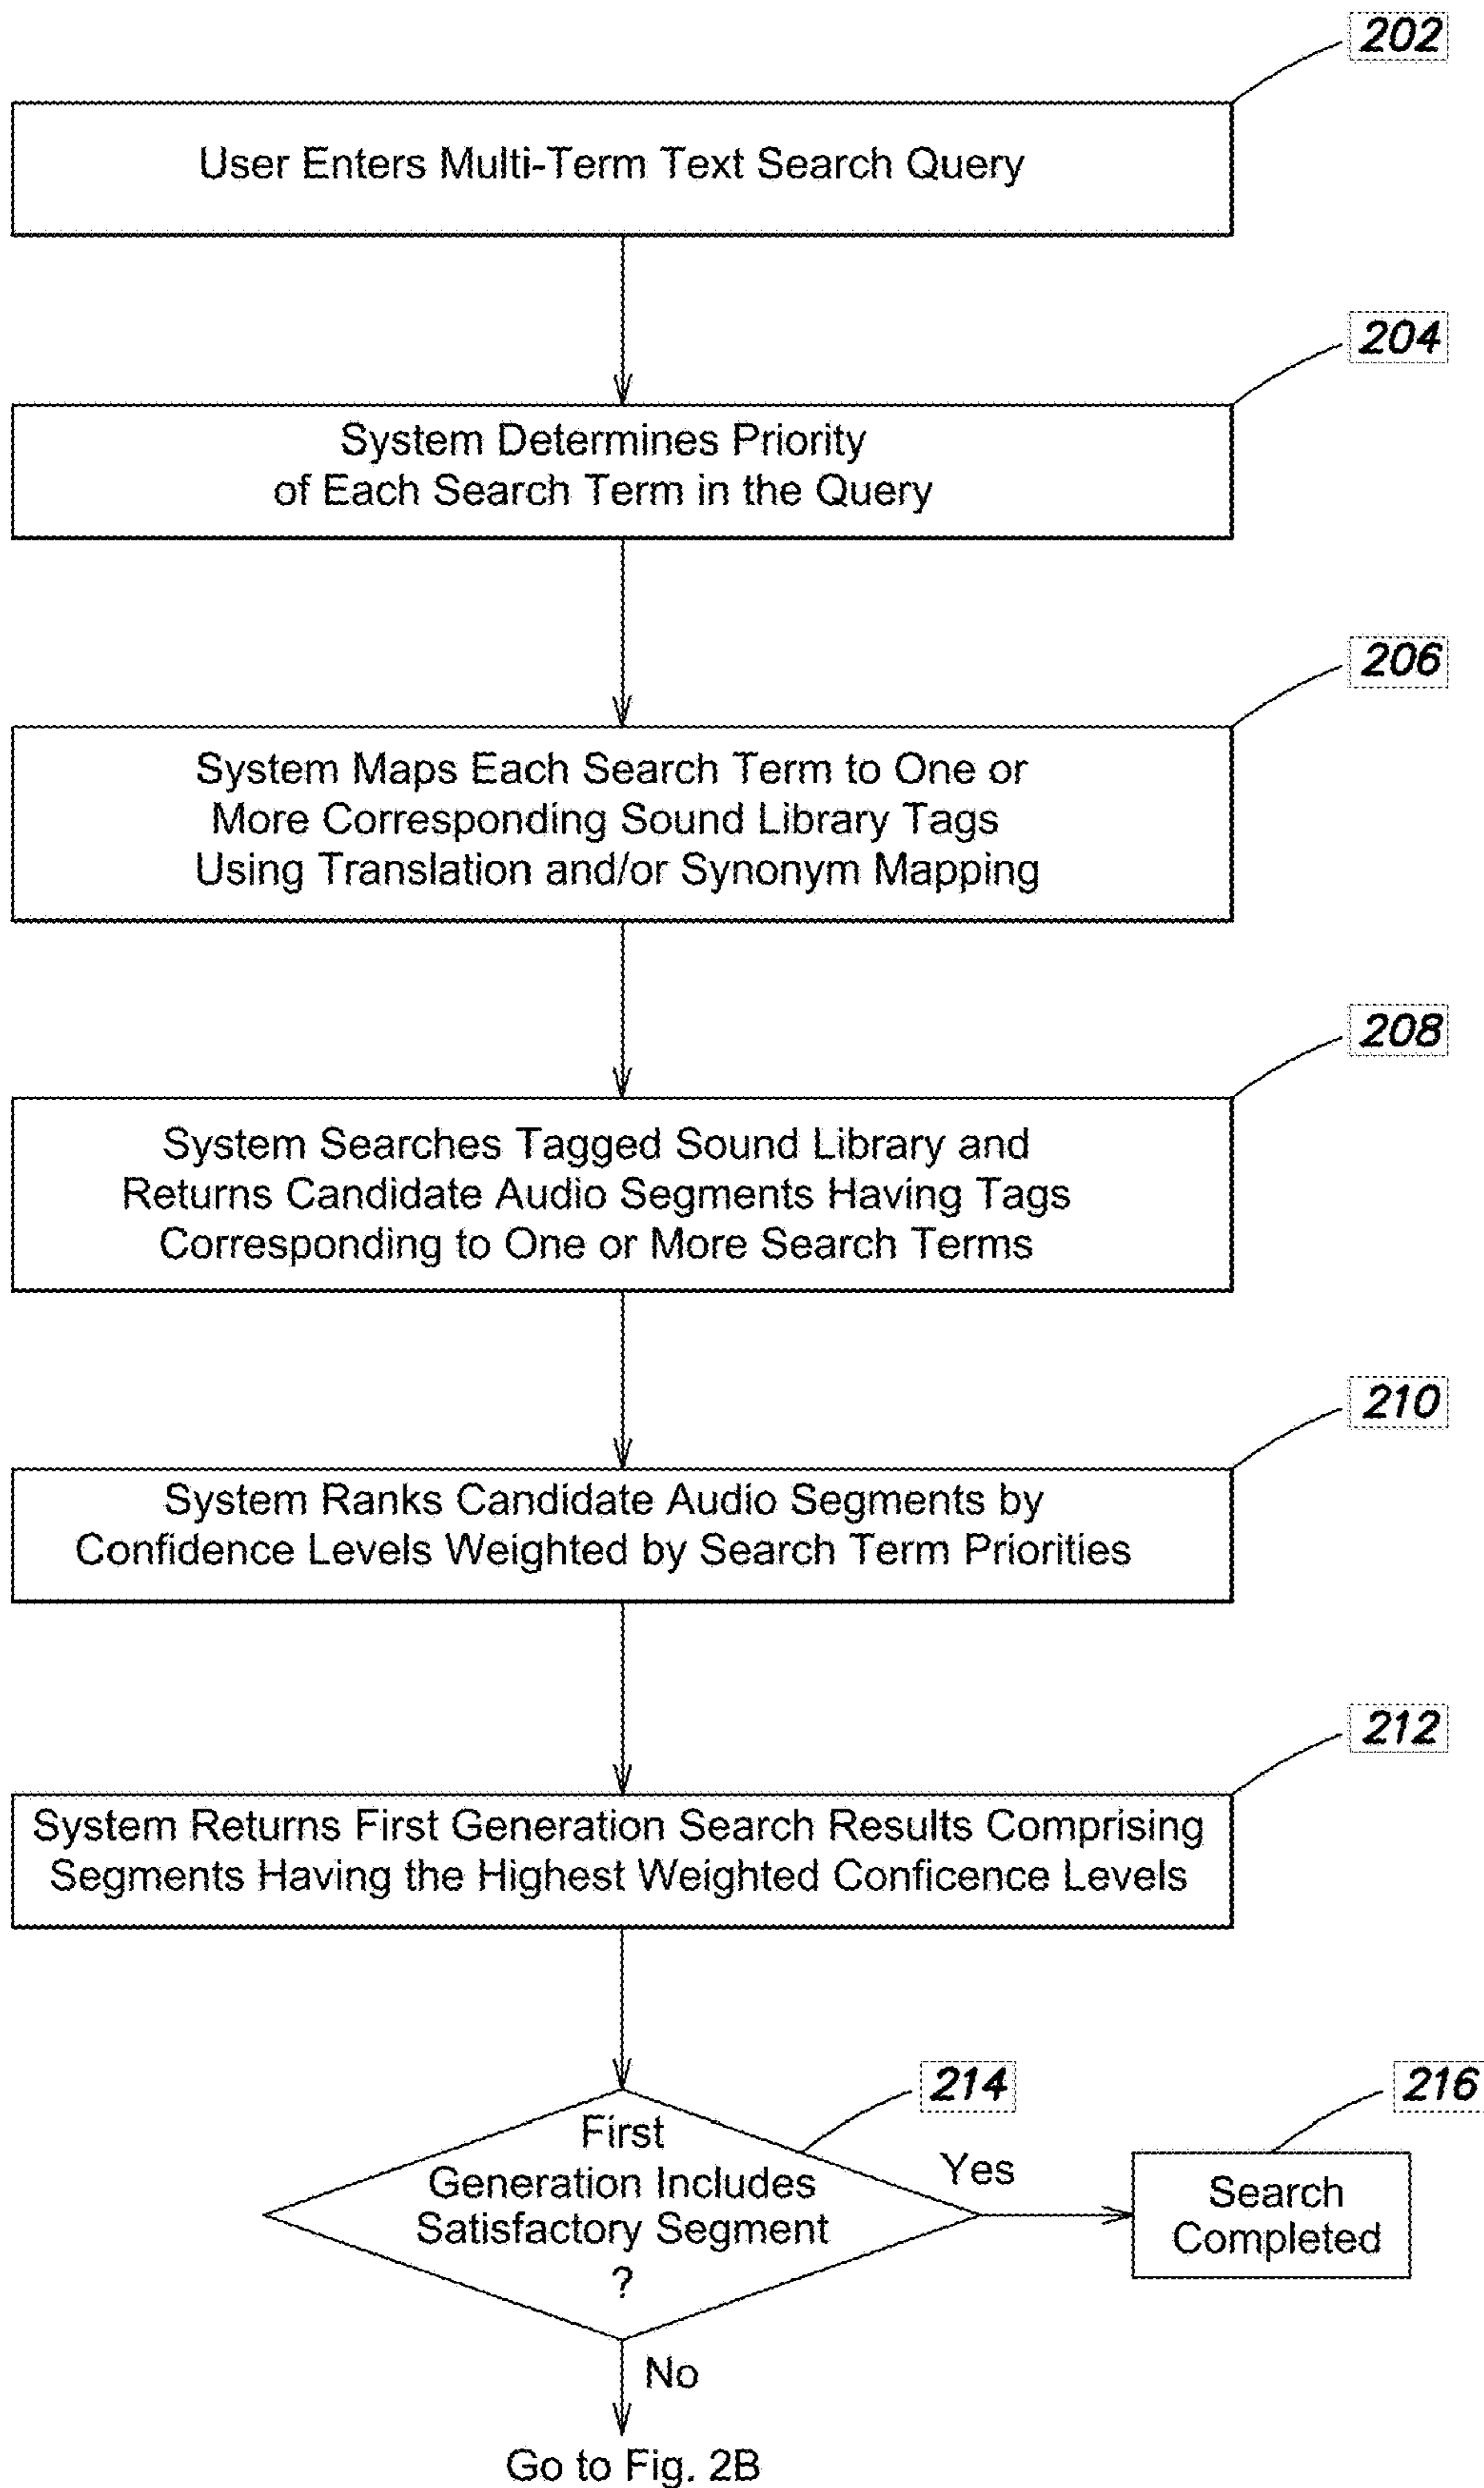 202
User Enters Multi-Term Text Search Query
204
System Determines Priority
of Each Search Term in the Query
206
System Maps Each Search Term to One or
More Corresponding Sound Library Tags
Using Translation and/or Synonym Mapping
208
System Searches Tagged Sound Library and
Returns Candidate Audio Segments Having Tags
Corresponding to One or More Search Terms
210
System Ranks Candidate Audio Segments by
Confidence Levels Weighted by Search Term Priorities
212
System Returns First Generation Search Results Comprising
Segments Having the Highest Weighted Conficence Levels
214
First
Generation Includes
Satisfactory Segment
?
Yes
216
Search
Completed
No
Go to Fig. 2B